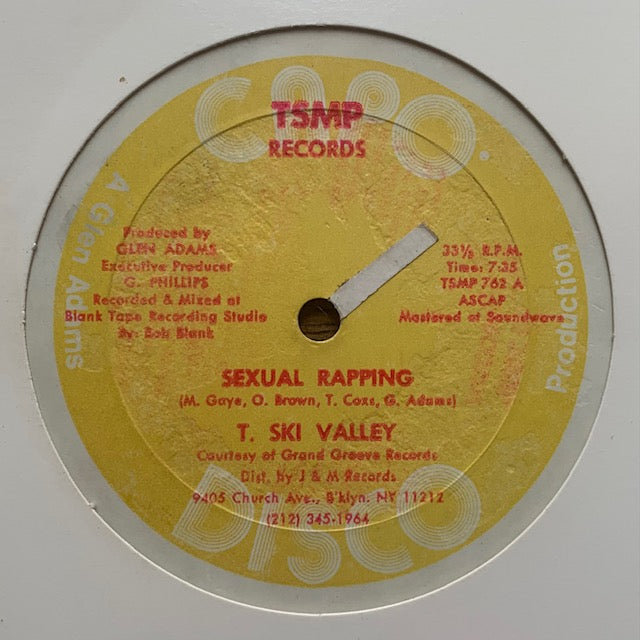 CAPO.
TSMP
RECORDS
A Glen Adams
Production
Produced by
GLEN ADAMS
Executive Producer
G. PHILLIPS
Recorded & Mixed at
Blank Tape Recording Studio
By: Bob Blank
33⅓ R.P.M.
Time: 7:35
TSMP 762 A
ASCAP
Mastered at Soundwave
SEXUAL RAPPING
(M. Gaye, O. Brown, T. Coxe, G. Adams)
T. SKI VALLEY
Courtesy of Grand Groove Records
Dist. by J & M Records
9405 Church Ave., B'klyn. NY 11212
(212) 345-1964
DISCO